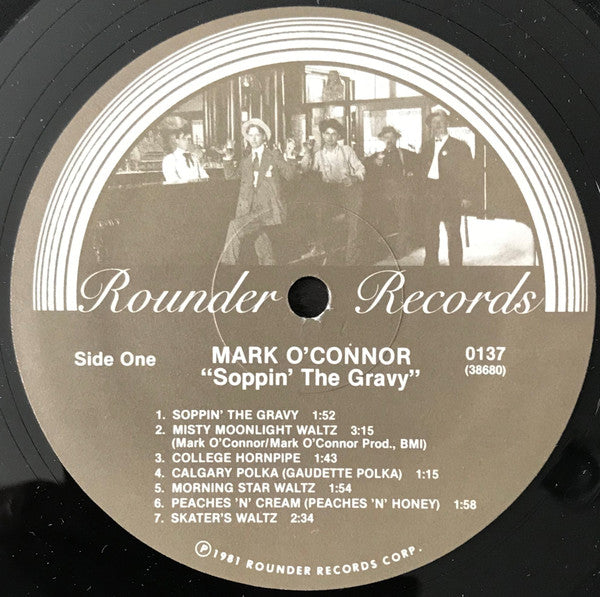 Rounder Records
Side One
MARK O'CONNOR
"Soppin' The Gravy"
0137
(38680)
1. SOPPIN' THE GRAVY 1:52
2. MISTY MOONLIGHT WALTZ 3:15
(Mark O'Connor/Mark O'Connor Prod., BMI)
3. COLLEGE HORNPIPE 1:43
4. CALGARY POLKA (GAUDETTE POLKA) 1:15
5. MORNING STAR WALTZ 1:54
6. PEACHES 'N' CREAM (PEACHES 'N' HONEY) 1:58
7. SKATER'S WALTZ 2:34
Ⓟ1981 ROUNDER RECORDS CORP.